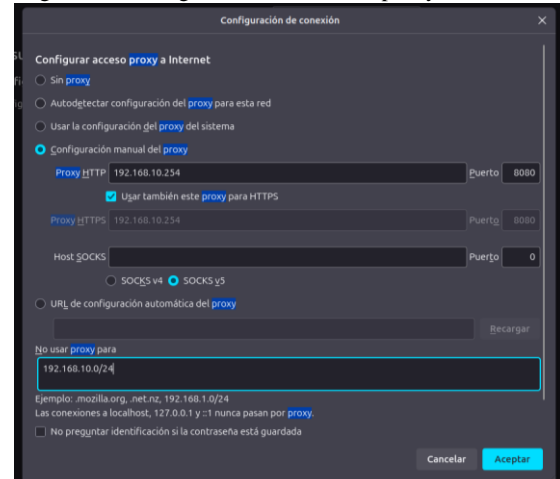 Configuración de conexión
Configurar acceso proxy a Internet
Sin proxy
Autodetectar configuración del proxy para esta red
Usar la configuración del proxy del sistema
Configuración manual del proxy
Proxy HTTP 192.168.10.254 Puerto 8080
Usar también este proxy para HTTPS
Proxy HTTPS 192.168.10.254 Puerto 8080
Host SOCKS Puerto 0
SOCKS v4 SOCKS v5
URL de configuración automática del proxy
Recargar
No usar proxy para
192.168.10.0/24
Ejemplo: .mozilla.org, .net.nz, 192.168.1.0/24
Las conexiones a localhost, 127.0.0.1 y ::1 nunca pasan por proxy.
No preguntar identificación si la contraseña está guardada
Cancelar Aceptar